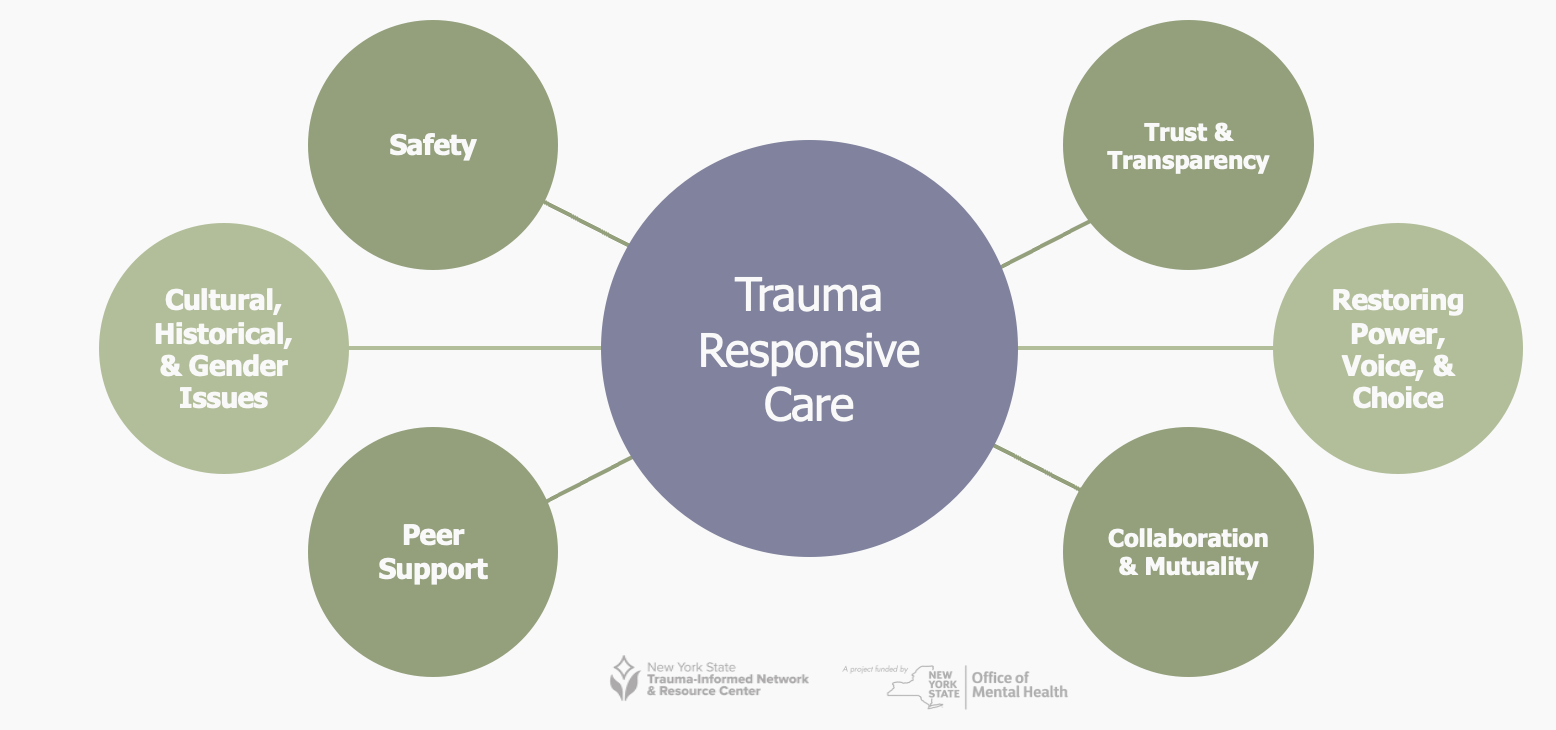 Safety
Trust &
Transparency
Cultural,
Historical,
& Gender
Issues
Trauma
Responsive
Care
Restoring
Power,
Voice, &
Choice
Peer
Support
Collaboration
& Mutuality
New York State
Trauma-Informed Network
& Resource Center
A project funded by
NEW
YORK
STATE
Office of
Mental Health